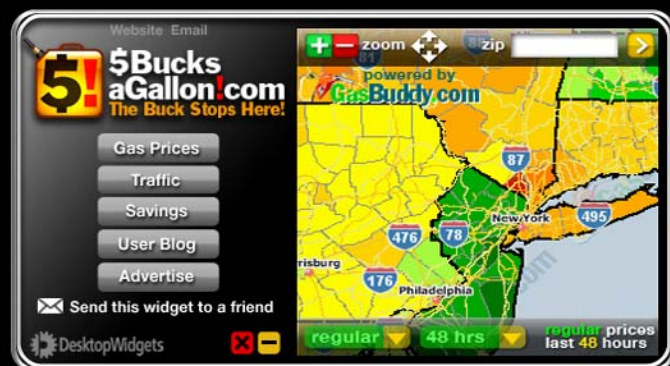 Website Email
5!
$Bucks
aGallon!com
The Buck Stops Here!
Gas Prices
Traffic
Savings
User Blog
Advertise
Send this widget to a friend
DesktopWidgets
zoom
zip
powered by
GasBuddy.com
81
87
New York
495
476
78
risburg
176
Philadelphia
regular
48 hrs
regular prices
last 48 hours